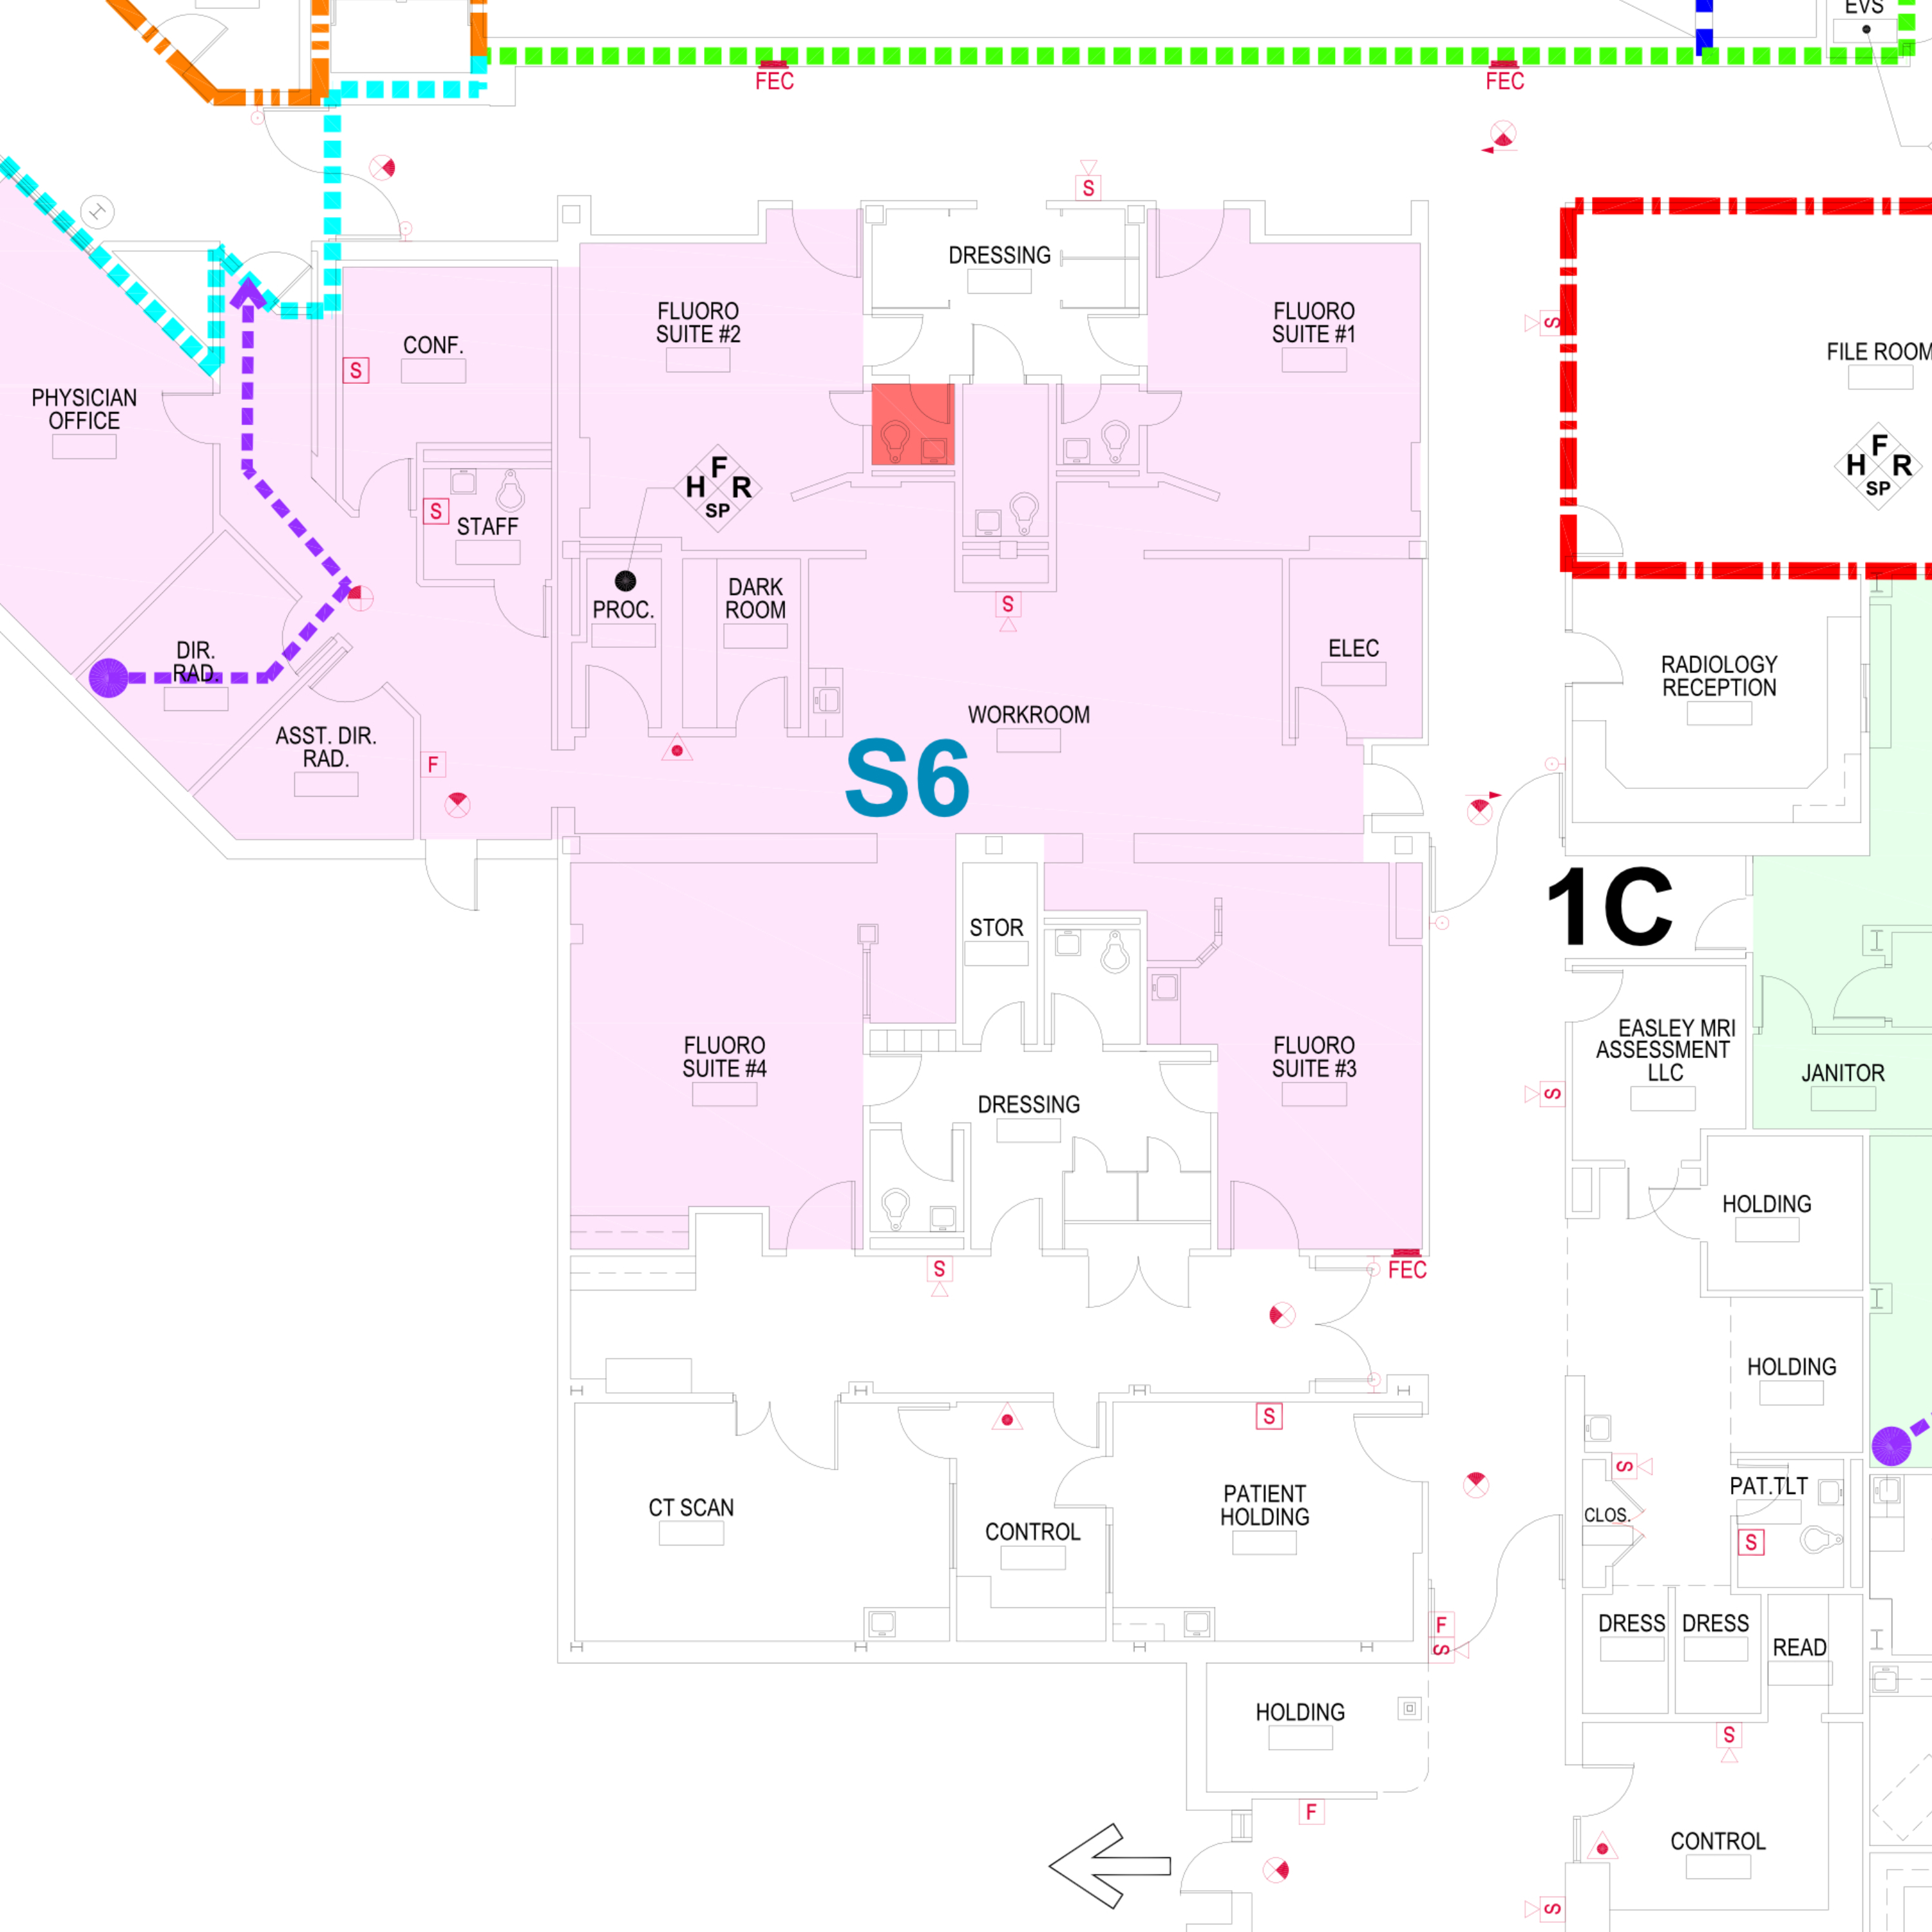 EVS
FEC
FEC
S
DRESSING
FLUORO
SUITE #2
FLUORO
SUITE #1
S
CONF.
S
FILE ROOM
PHYSICIAN
OFFICE
F
H R
SP
F
H R
SP
S
STAFF
DARK
ROOM
PROC.
S
ELEC
DIR.
RAD.
RADIOLOGY
RECEPTION
WORKROOM
ASST. DIR.
RAD.
F
S6
1C
STOR
FLUORO
SUITE #4
FLUORO
SUITE #3
EASLEY MRI
ASSESSMENT
LLC
JANITOR
S
DRESSING
HOLDING
S
FEC
HOLDING
S
S
CT SCAN
PATIENT
HOLDING
CONTROL
PAT.TLT
CLOS.
S
F
S
DRESS
DRESS
READ
HOLDING
S
F
CONTROL
S